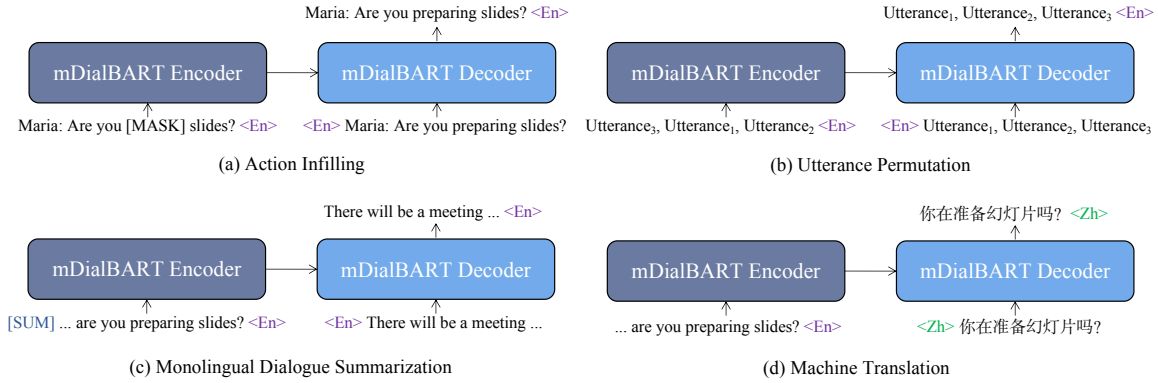 Maria: Are you preparing slides? <En>
mDialBART Encoder
mDialBART Decoder
Maria: Are you [MASK] slides? <En>
<En> Maria: Are you preparing slides?
(a) Action Infilling
Utterance₁, Utterance₂, Utterance₃ <En>
mDialBART Encoder
mDialBART Decoder
Utterance₃, Utterance₁, Utterance₂ <En>
<En> Utterance₁, Utterance₂, Utterance₃
(b) Utterance Permutation
There will be a meeting ... <En>
mDialBART Encoder
mDialBART Decoder
[SUM] ... are you preparing slides? <En>
<En> There will be a meeting ...
(c) Monolingual Dialogue Summarization
你在准备幻灯片吗? <Zh>
mDialBART Encoder
mDialBART Decoder
... are you preparing slides? <En>
<Zh> 你在准备幻灯片吗?
(d) Machine Translation